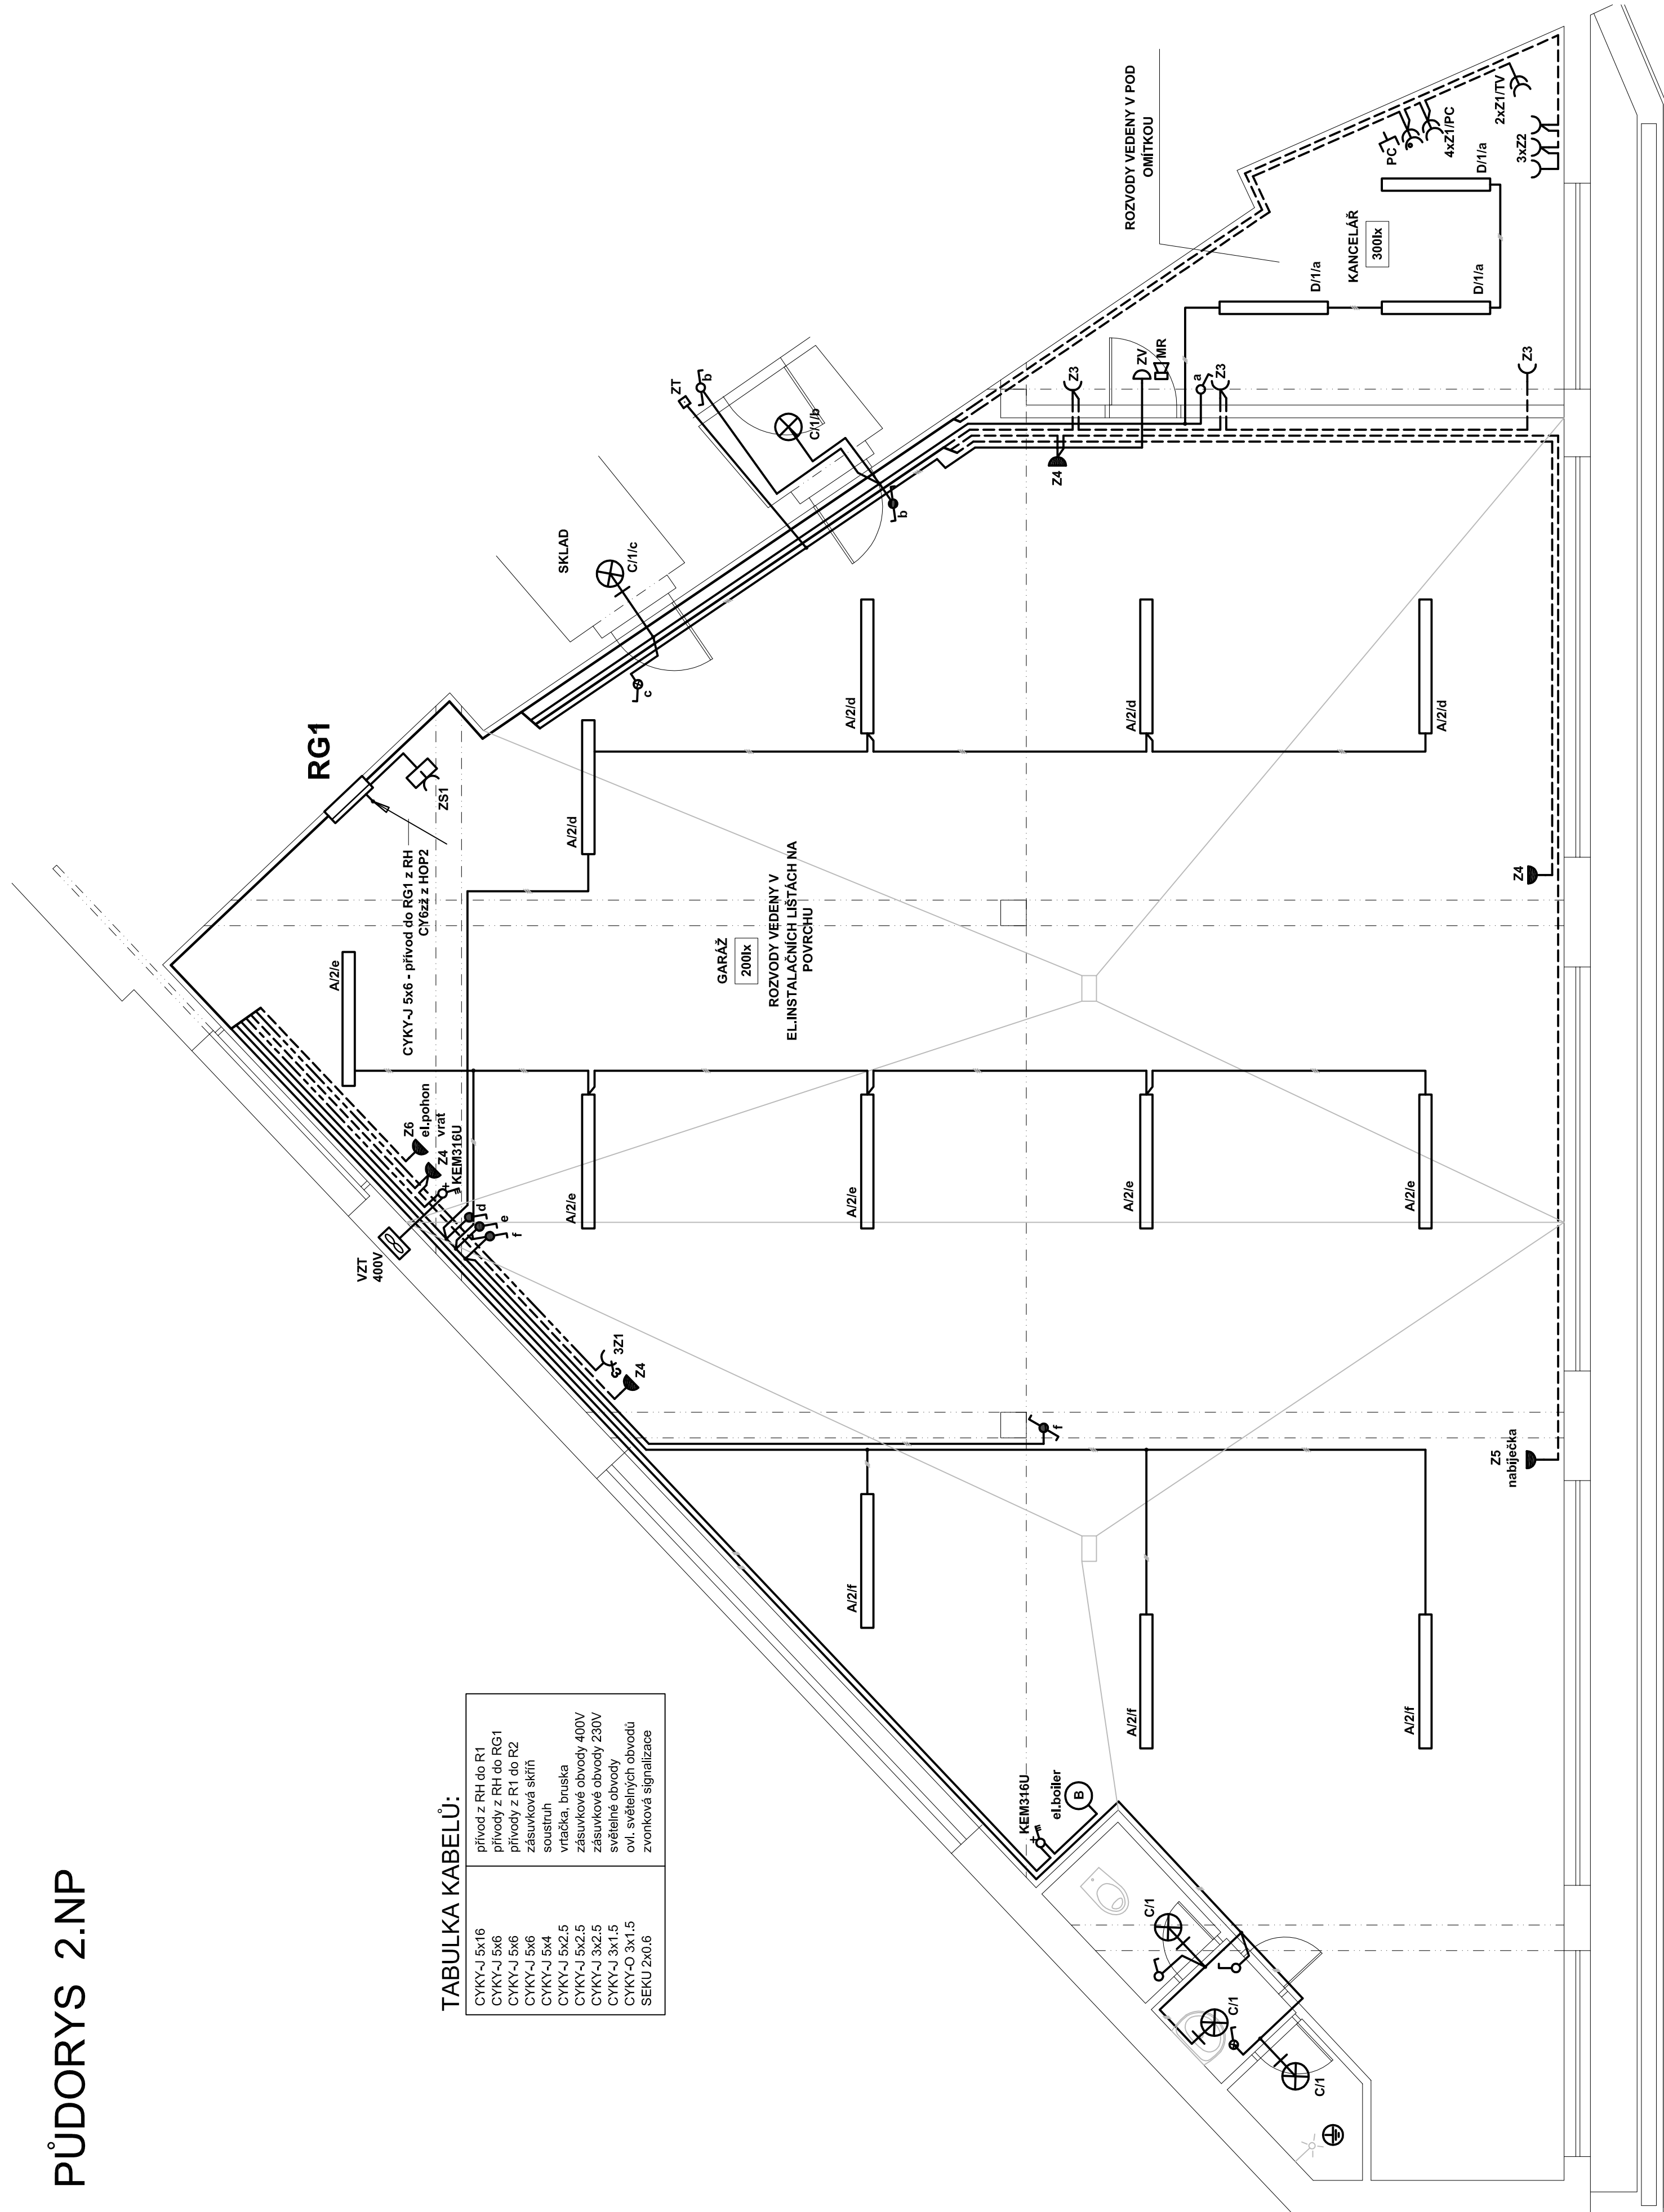 PŮDORYS 2.NP
TABULKA KABELŮ:
CYKY-J 5x16 přívod z RH do R1
CYKY-J 5x6 přívody z RH do RG1
CYKY-J 5x6 přívody z R1 do R2
CYKY-J 5x6 zásuvková skříň
CYKY-J 5x4 soustruh
CYKY-J 5x2.5 vrtačka, bruska
CYKY-J 5x2.5 zásuvkové obvody 400V
CYKY-J 3x2.5 zásuvkové obvody 230V
CYKY-J 3x1.5 světelné obvody
CYKY-O 3x1.5 ovl. světelných obvodů
SEKU 2x0.6 zvonková signalizace
RG1
ZS1
CYKY-J 5x6 - přívod do RG1 z RH
CY6zž z HOP2
A/2/e
Z6
el.pohon
vrat
Z4
KEM316U
d
e
f
VZT
400V
3Z1
Z4
f
A/2/e
A/2/e
A/2/e
A/2/e
A/2/d
A/2/d
A/2/d
A/2/d
A/2/f
A/2/f
A/2/f
GARÁŽ
200lx
ROZVODY VEDENY V
EL.INSTALAČNÍCH LIŠTÁCH NA
POVRCHU
SKLAD
C/1/c
c
ZT
b
C/1/b
b
Z4
Z3
ZV
MR
a
Z3
Z3
ROZVODY VEDENY V POD
OMÍTKOU
KANCELÁŘ
300lx
D/1/a
D/1/a
D/1/a
PC
4xZ1/PC
2xZ1/TV
3xZ2
Z4
Z5
nabíječka
KEM316U
el.boiler
B
C/1
C/1
C/1